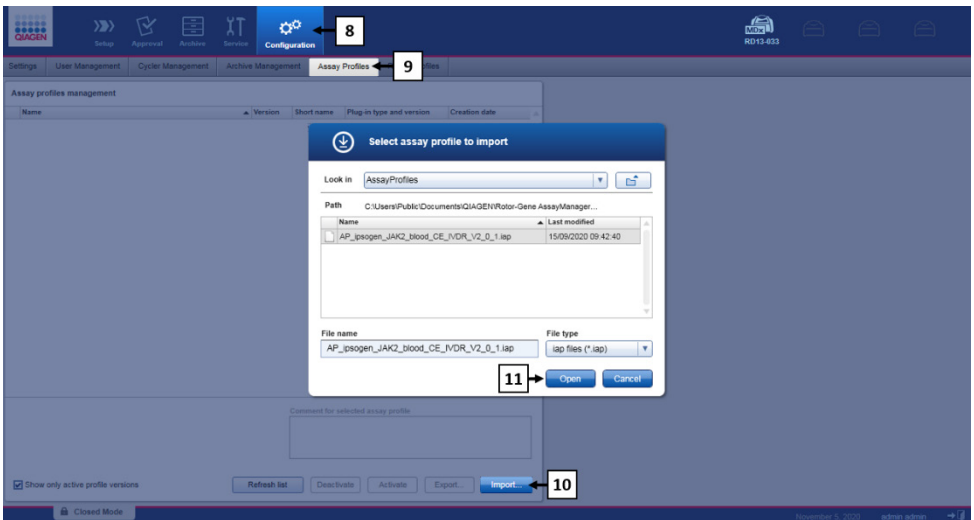 QIAGEN
Setup
Approval
Archive
Service
Configuration
8
MDx
RD13-033
Settings
User Management
Cycler Management
Archive Management
Assay Profiles
9
Assay profiles management
Name
Version
Short name
Plug-in type and version
Creation date
Select assay profile to import
Look in
AssayProfiles
Path
C:\Users\Public\Documents\QIAGEN\Rotor-Gene AssayManager...
Name
Last modified
AP_ipsogen_JAK2_blood_CE_IVDR_V2_0_1.iap
15/09/2020 09:42:40
File name
File type
AP_ipsogen_JAK2_blood_CE_IVDR_V2_0_1.iap
iap files (*.iap)
11
Open
Cancel
Comment for selected assay profile
Show only active profile versions
Refresh list
Deactivate
Activate
Export...
Import...
10
Closed Mode
November 5, 2020
admin admin